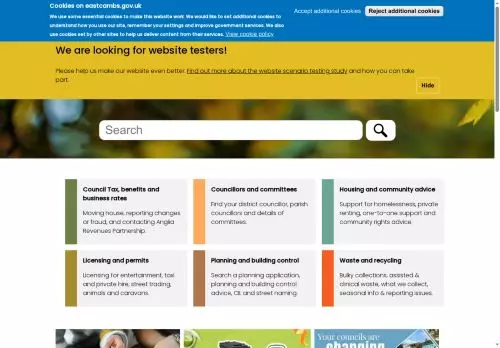 Cookies on eastcambs.gov.uk
We use some essential cookies to make this website work. We would like to set additional cookies to
understand how you use our site, remember your settings and improve government services. We also
use cookies set by other sites to help us deliver content from their services. View cookie policy
Accept additional cookies
Reject additional cookies
We are looking for website testers!
Please help us make our website even better. Find out more about the website scenario testing study and how you can take
part.
Hide
Search
Council Tax, benefits and
business rates
Moving house, reporting changes
or fraud, and contacting Anglia
Revenues Partnership.
Councillors and committees
Find your district councillor, parish
councillors and details of
committees.
Housing and community advice
Support for homelessness, private
renting, one-to-one support and
community rights advice.
Licensing and permits
Licensing for entertainment, taxi
and private hire, street trading,
animals and caravans.
Planning and building control
Search a planning application,
planning and building control
advice, CIL and street naming.
Waste and recycling
Bulky collections, assisted &
clinical waste, what we collect,
seasonal info & reporting issues.
Your councils are
changing